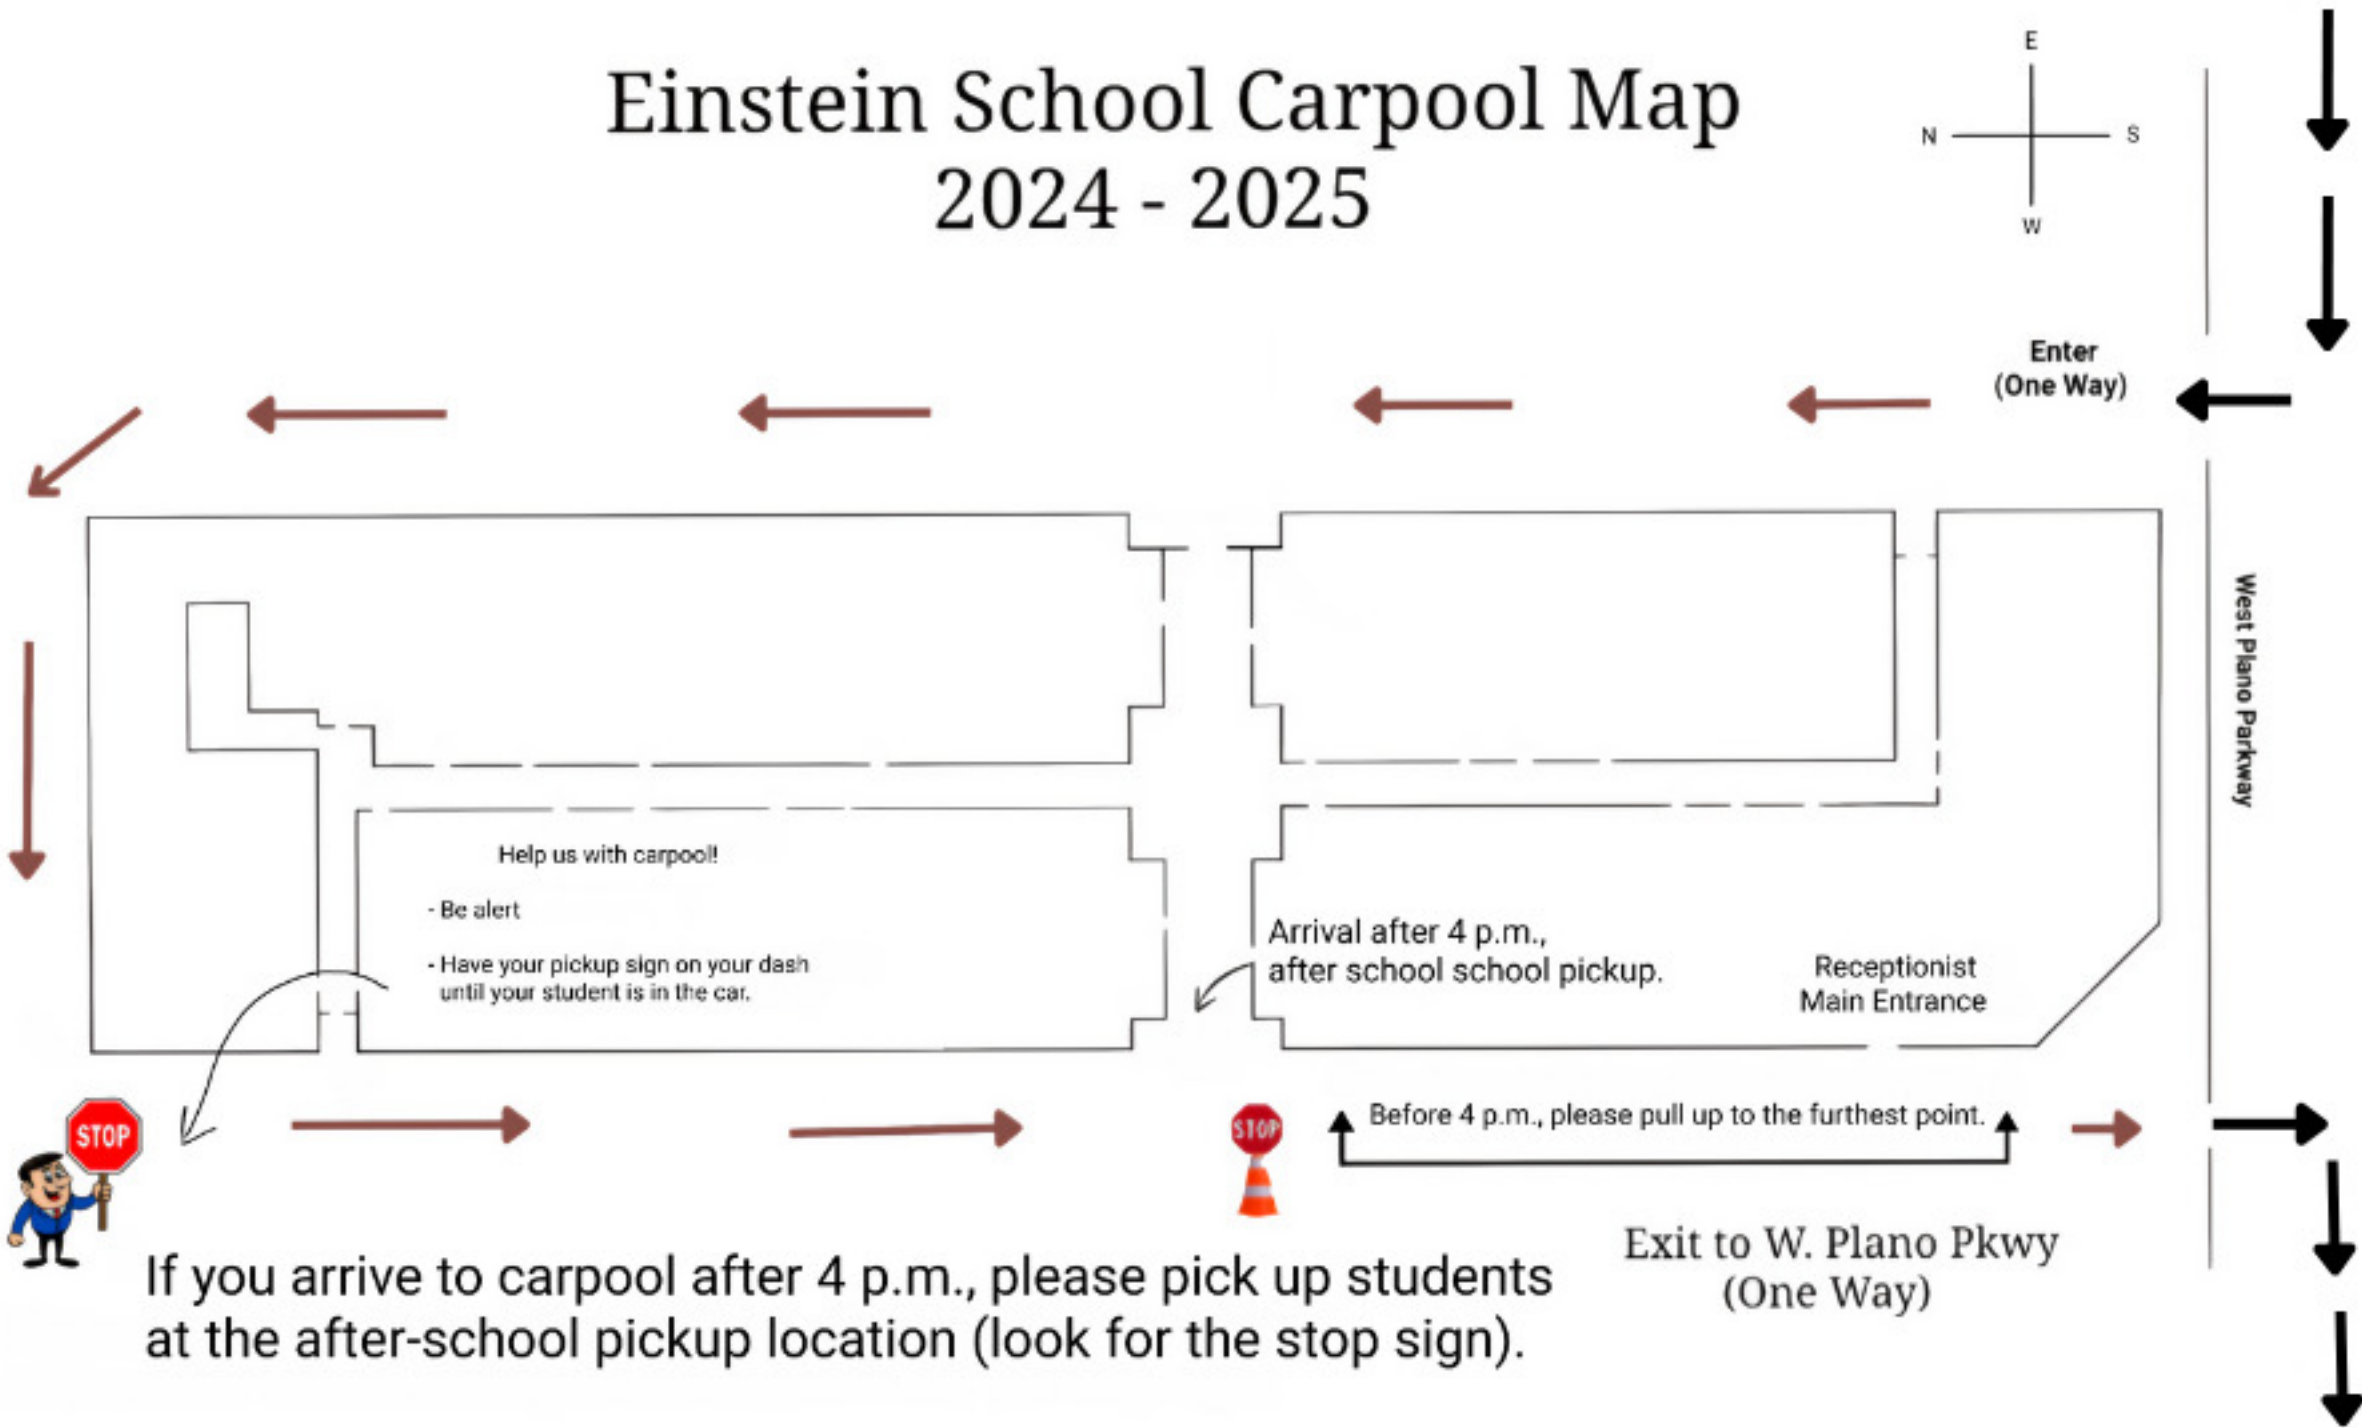 Einstein School Carpool Map
2024 - 2025
E
N
S
W
Enter
(One Way)
West Plano Parkway
Help us with carpool!
- Be alert
- Have your pickup sign on your dash
until your student is in the car.
Arrival after 4 p.m.,
after school school pickup.
Receptionist
Main Entrance
STOP
STOP
Before 4 p.m., please pull up to the furthest point.
Exit to W. Plano Pkwy
(One Way)
If you arrive to carpool after 4 p.m., please pick up students
at the after-school pickup location (look for the stop sign).